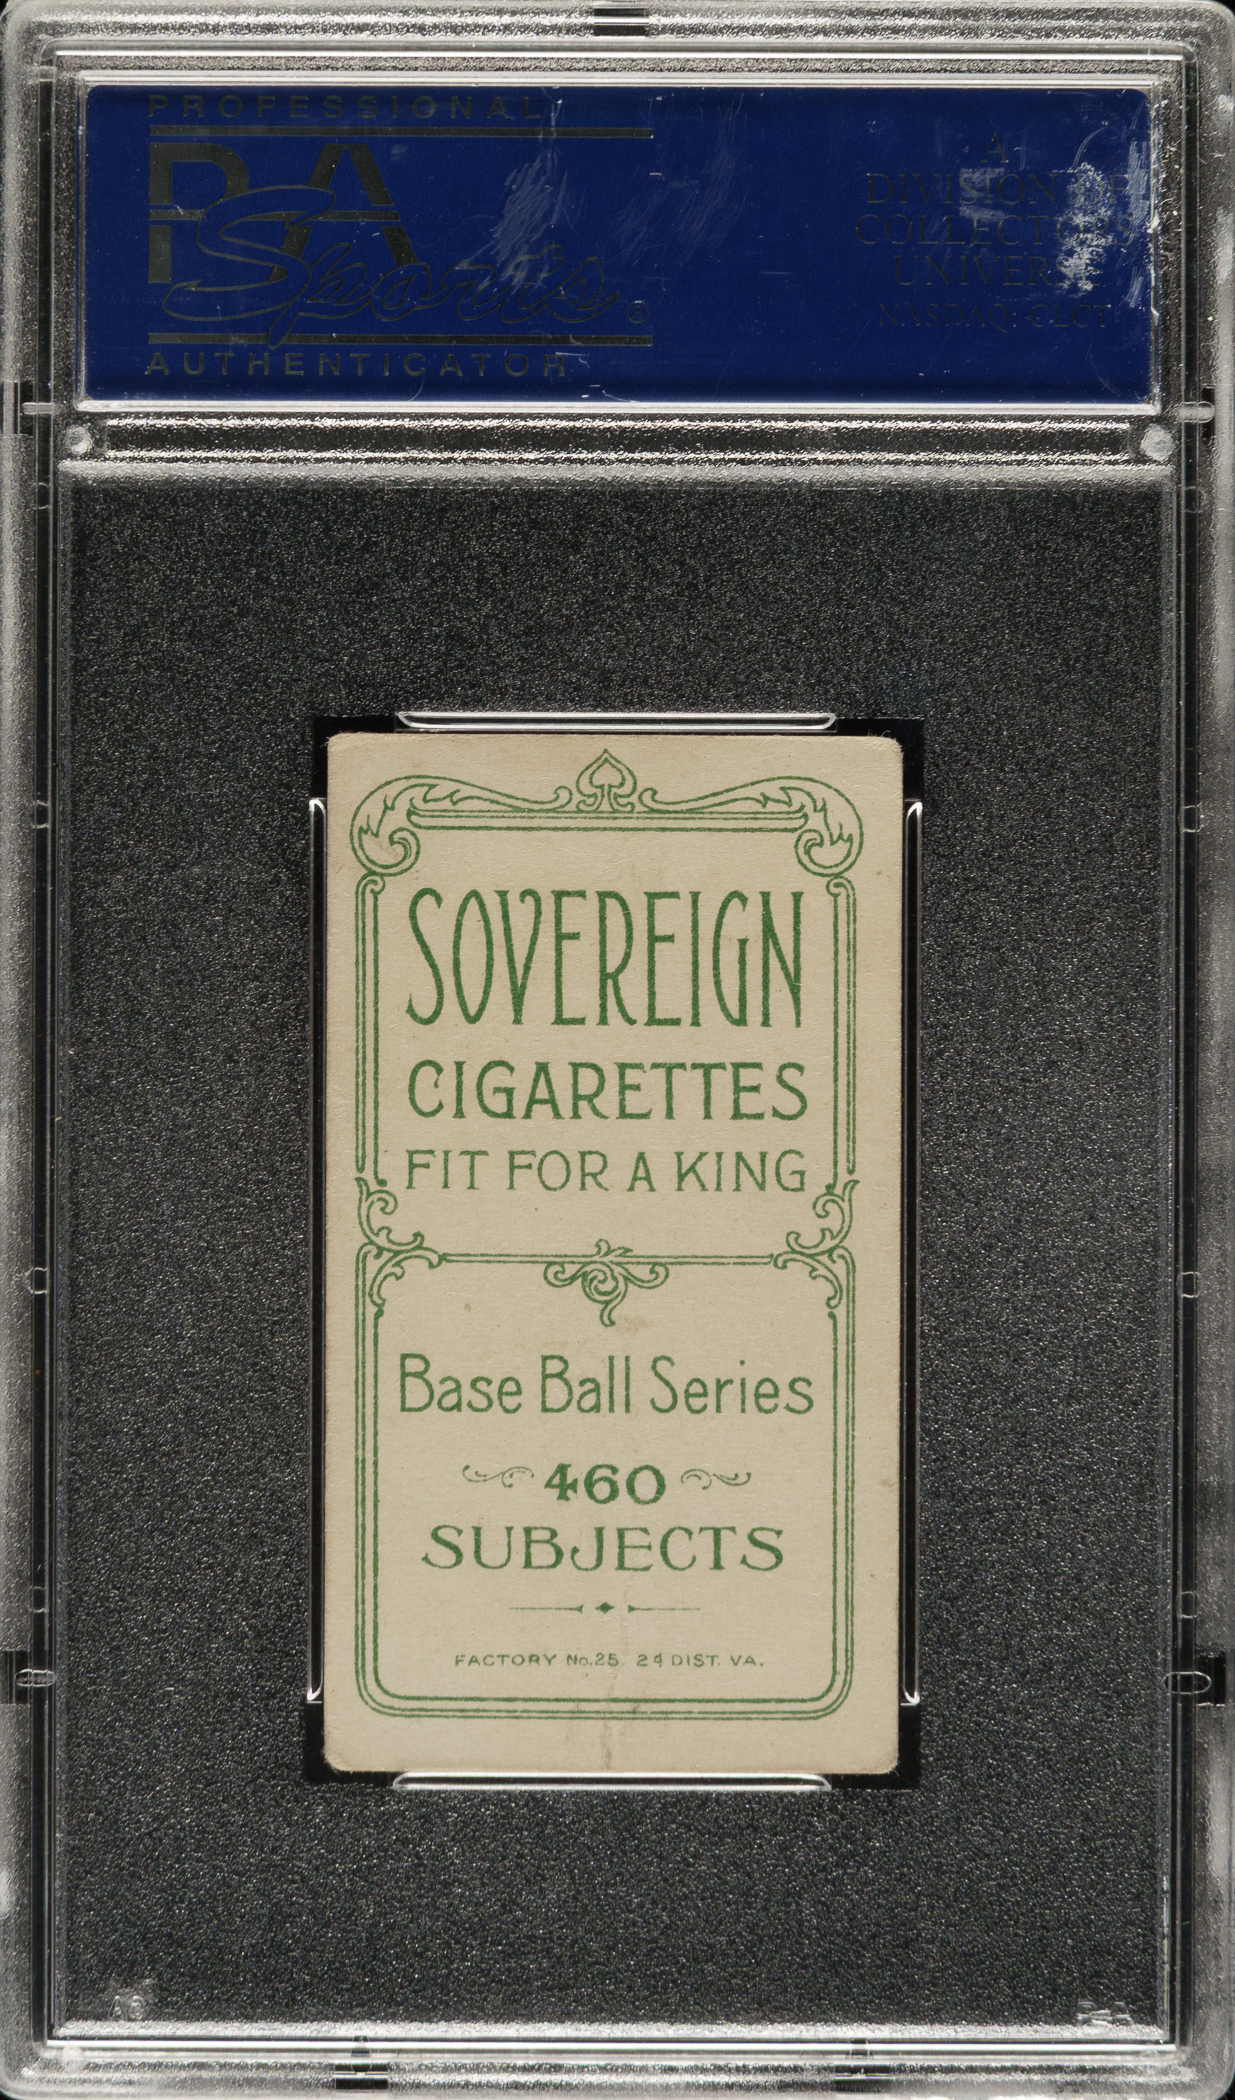 PROFESSIONAL
PSA
Sports®
AUTHENTICATOR
A
DIVISION OF
COLLECTORS
UNIVERSE
NASDAQ: CLCT
SOVEREIGN
CIGARETTES
FIT FOR A KING
Base Ball Series
460
SUBJECTS
FACTORY No.25 2d DIST. VA.
PSA